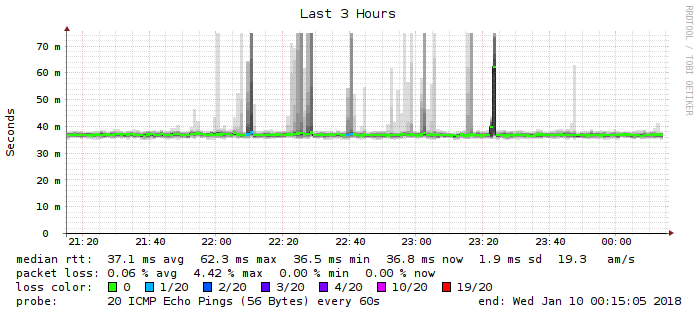 Last 3 Hours
RRDTOOL / TOBI OETIKER
Seconds
70 m
60 m
50 m
40 m
30 m
20 m
10 m
0
21:20 21:40 22:00 22:20 22:40 23:00 23:20 23:40 00:00
median rtt: 37.1 ms avg 62.3 ms max 36.5 ms min 36.8 ms now 1.9 ms sd 19.3 am/s
packet loss: 0.06 % avg 4.42 % max 0.00 % min 0.00 % now
loss color: 0 1/20 2/20 3/20 4/20 10/20 19/20
probe: 20 ICMP Echo Pings (56 Bytes) every 60s end: Wed Jan 10 00:15:05 2018